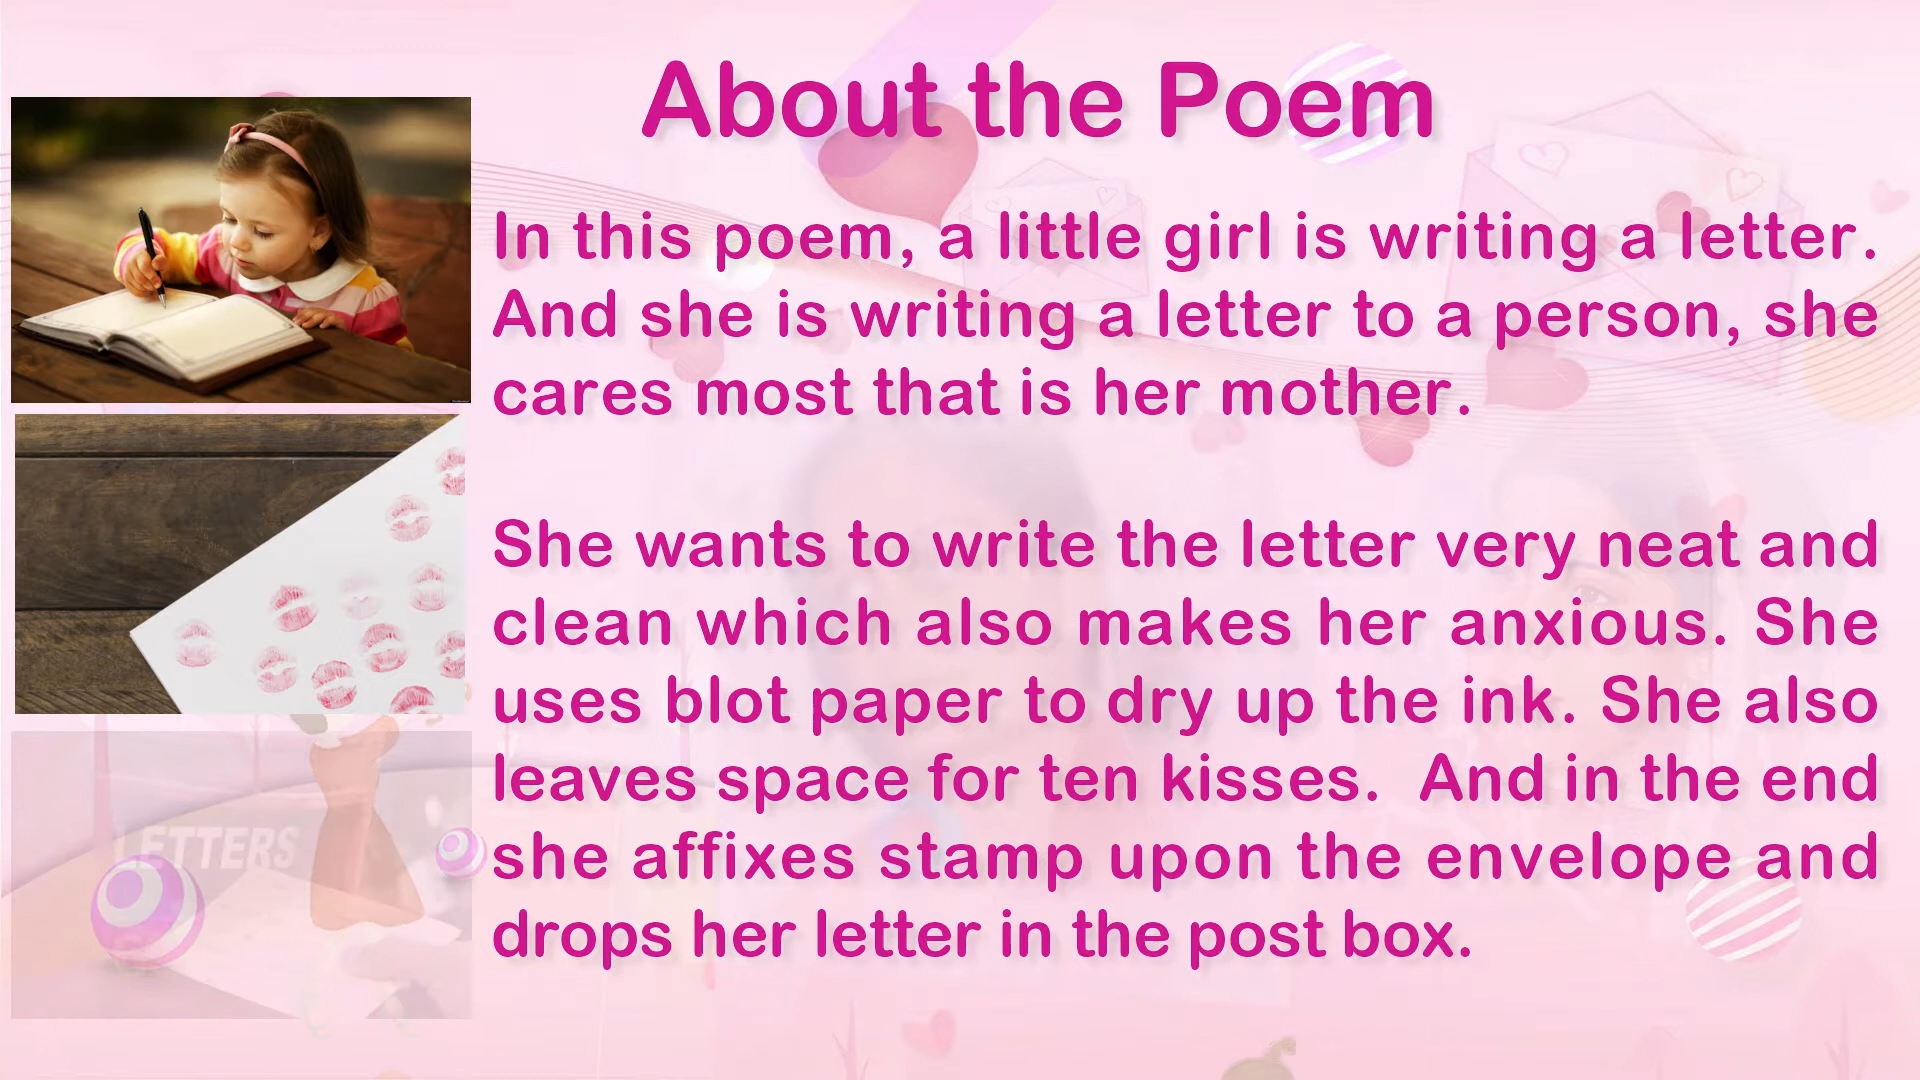 About the Poem
In this poem, a little girl is writing a letter.
And she is writing a letter to a person, she
cares most that is her mother.
She wants to write the letter very neat and
clean which also makes her anxious. She
uses blot paper to dry up the ink. She also
leaves space for ten kisses. And in the end
she affixes stamp upon the envelope and
drops her letter in the post box.
LETTERS